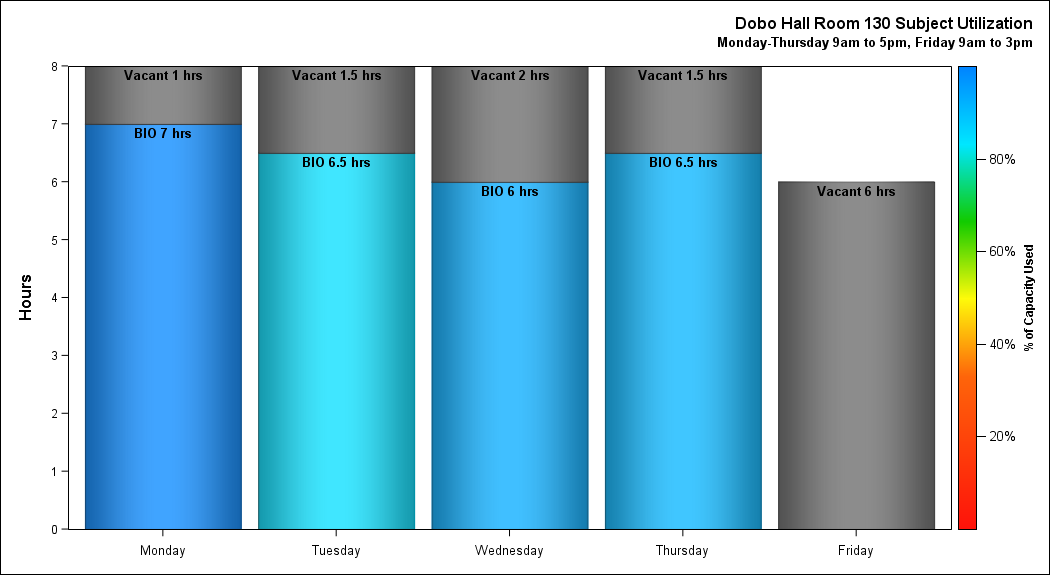 Dobo Hall Room 130 Subject Utilization
Monday-Thursday 9am to 5pm, Friday 9am to 3pm
8
7
6
5
4
3
2
1
0
Hours
Vacant 1 hrs
BIO 7 hrs
Vacant 1.5 hrs
BIO 6.5 hrs
Vacant 2 hrs
BIO 6 hrs
Vacant 1.5 hrs
BIO 6.5 hrs
Vacant 6 hrs
Monday
Tuesday
Wednesday
Thursday
Friday
80%
60%
40%
20%
% of Capacity Used